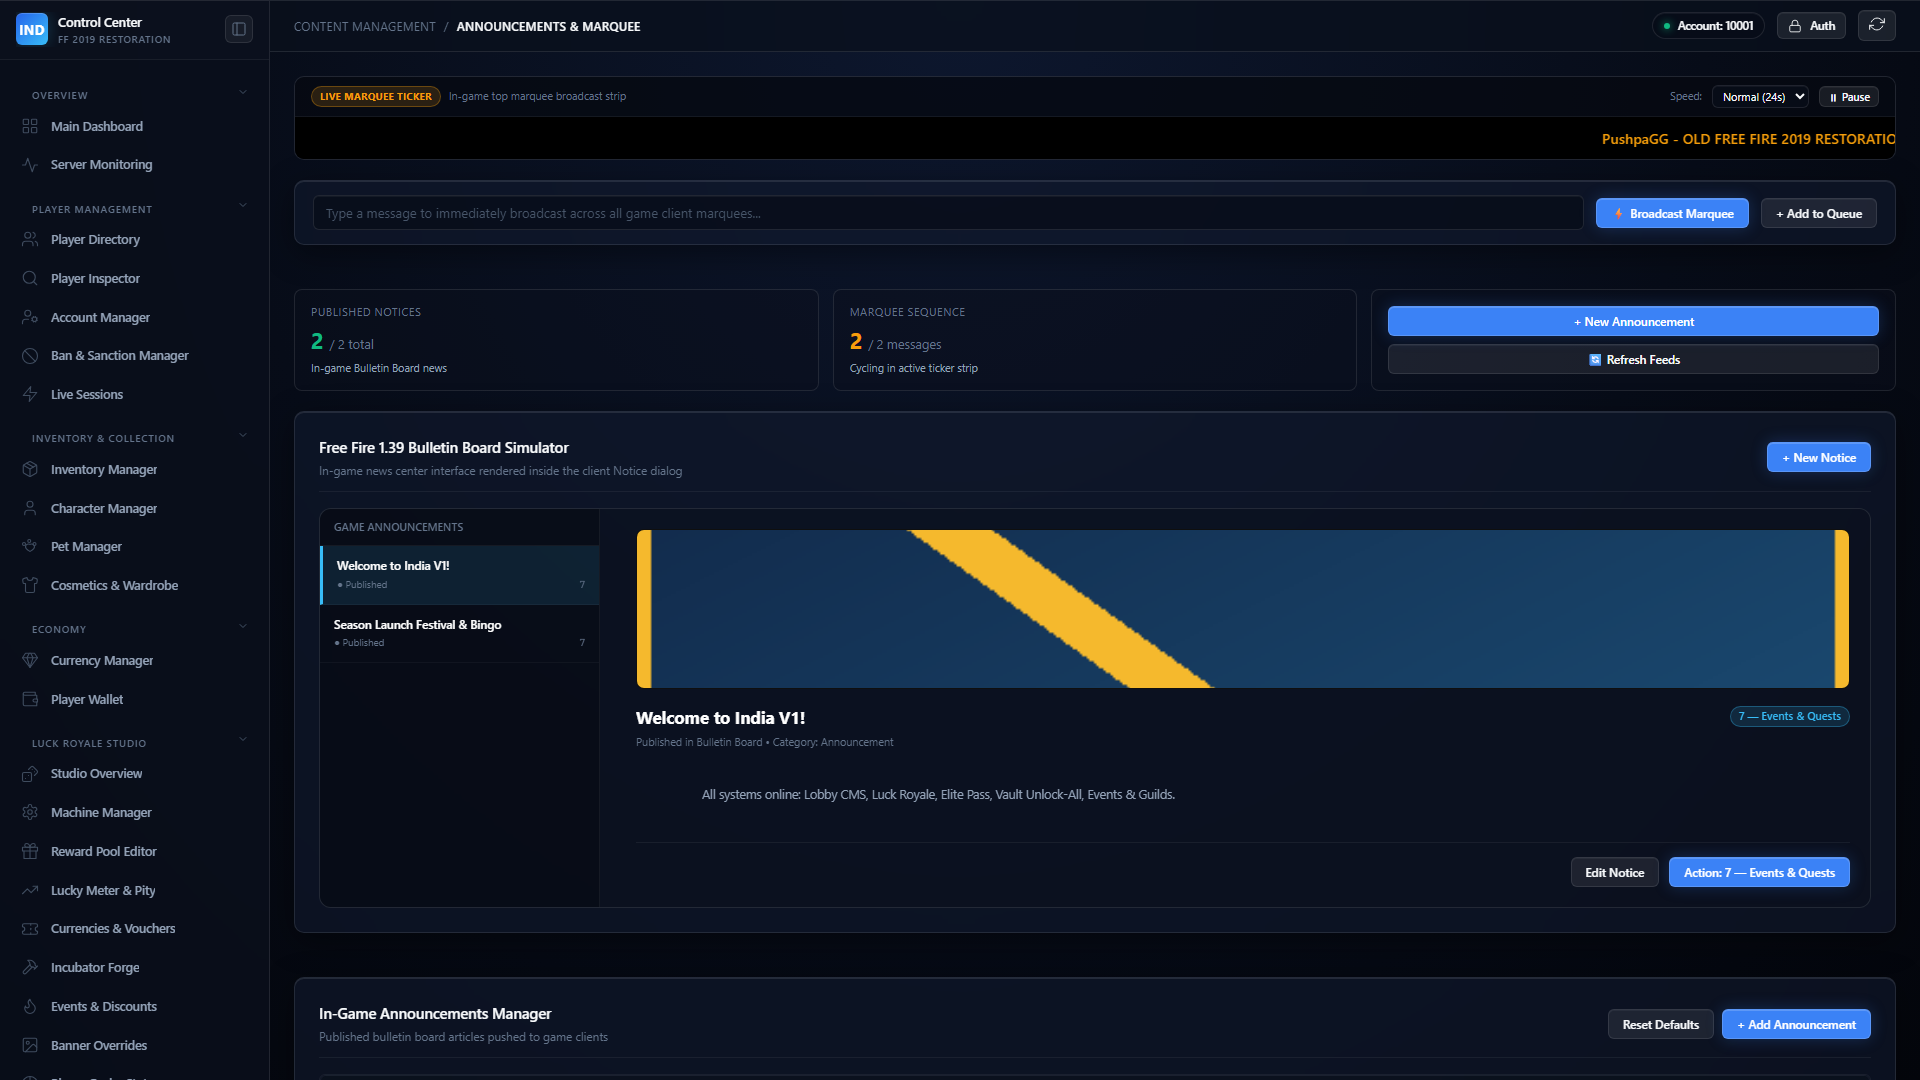 IND
Control Center
FF 2019 RESTORATION
CONTENT MANAGEMENT / ANNOUNCEMENTS & MARQUEE
Account: 10001
Auth
OVERVIEW
Main Dashboard
Server Monitoring
PLAYER MANAGEMENT
Player Directory
Player Inspector
Account Manager
Ban & Sanction Manager
Live Sessions
INVENTORY & COLLECTION
Inventory Manager
Character Manager
Pet Manager
Cosmetics & Wardrobe
ECONOMY
Currency Manager
Player Wallet
LUCK ROYALE STUDIO
Studio Overview
Machine Manager
Reward Pool Editor
Lucky Meter & Pity
Currencies & Vouchers
Incubator Forge
Events & Discounts
Banner Overrides
LIVE MARQUEE TICKER
In-game top marquee broadcast strip
Speed:
Normal (24s)
Pause
PushpaGG - OLD FREE FIRE 2019 RESTORATIO
Type a message to immediately broadcast across all game client marquees...
Broadcast Marquee
+ Add to Queue
PUBLISHED NOTICES
2 / 2 total
In-game Bulletin Board news
MARQUEE SEQUENCE
2 / 2 messages
Cycling in active ticker strip
+ New Announcement
Refresh Feeds
Free Fire 1.39 Bulletin Board Simulator
In-game news center interface rendered inside the client Notice dialog
+ New Notice
GAME ANNOUNCEMENTS
Welcome to India V1!
● Published 7
Season Launch Festival & Bingo
● Published 7
Welcome to India V1!
7 — Events & Quests
Published in Bulletin Board • Category: Announcement
All systems online: Lobby CMS, Luck Royale, Elite Pass, Vault Unlock-All, Events & Guilds.
Edit Notice
Action: 7 — Events & Quests
In-Game Announcements Manager
Published bulletin board articles pushed to game clients
Reset Defaults
+ Add Announcement